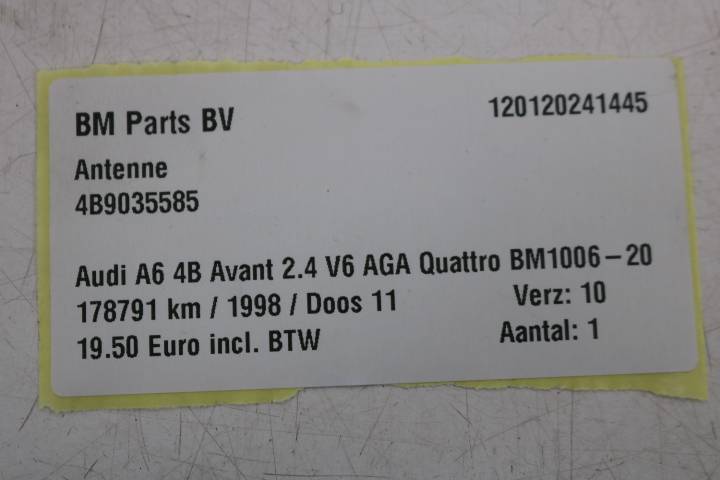 BM Parts BV 120120241445
Antenne
4B9035585
Audi A6 4B Avant 2.4 V6 AGA Quattro BM1006-20
178791 km / 1998 / Doos 11 Verz: 10
19.50 Euro incl. BTW Aantal: 1